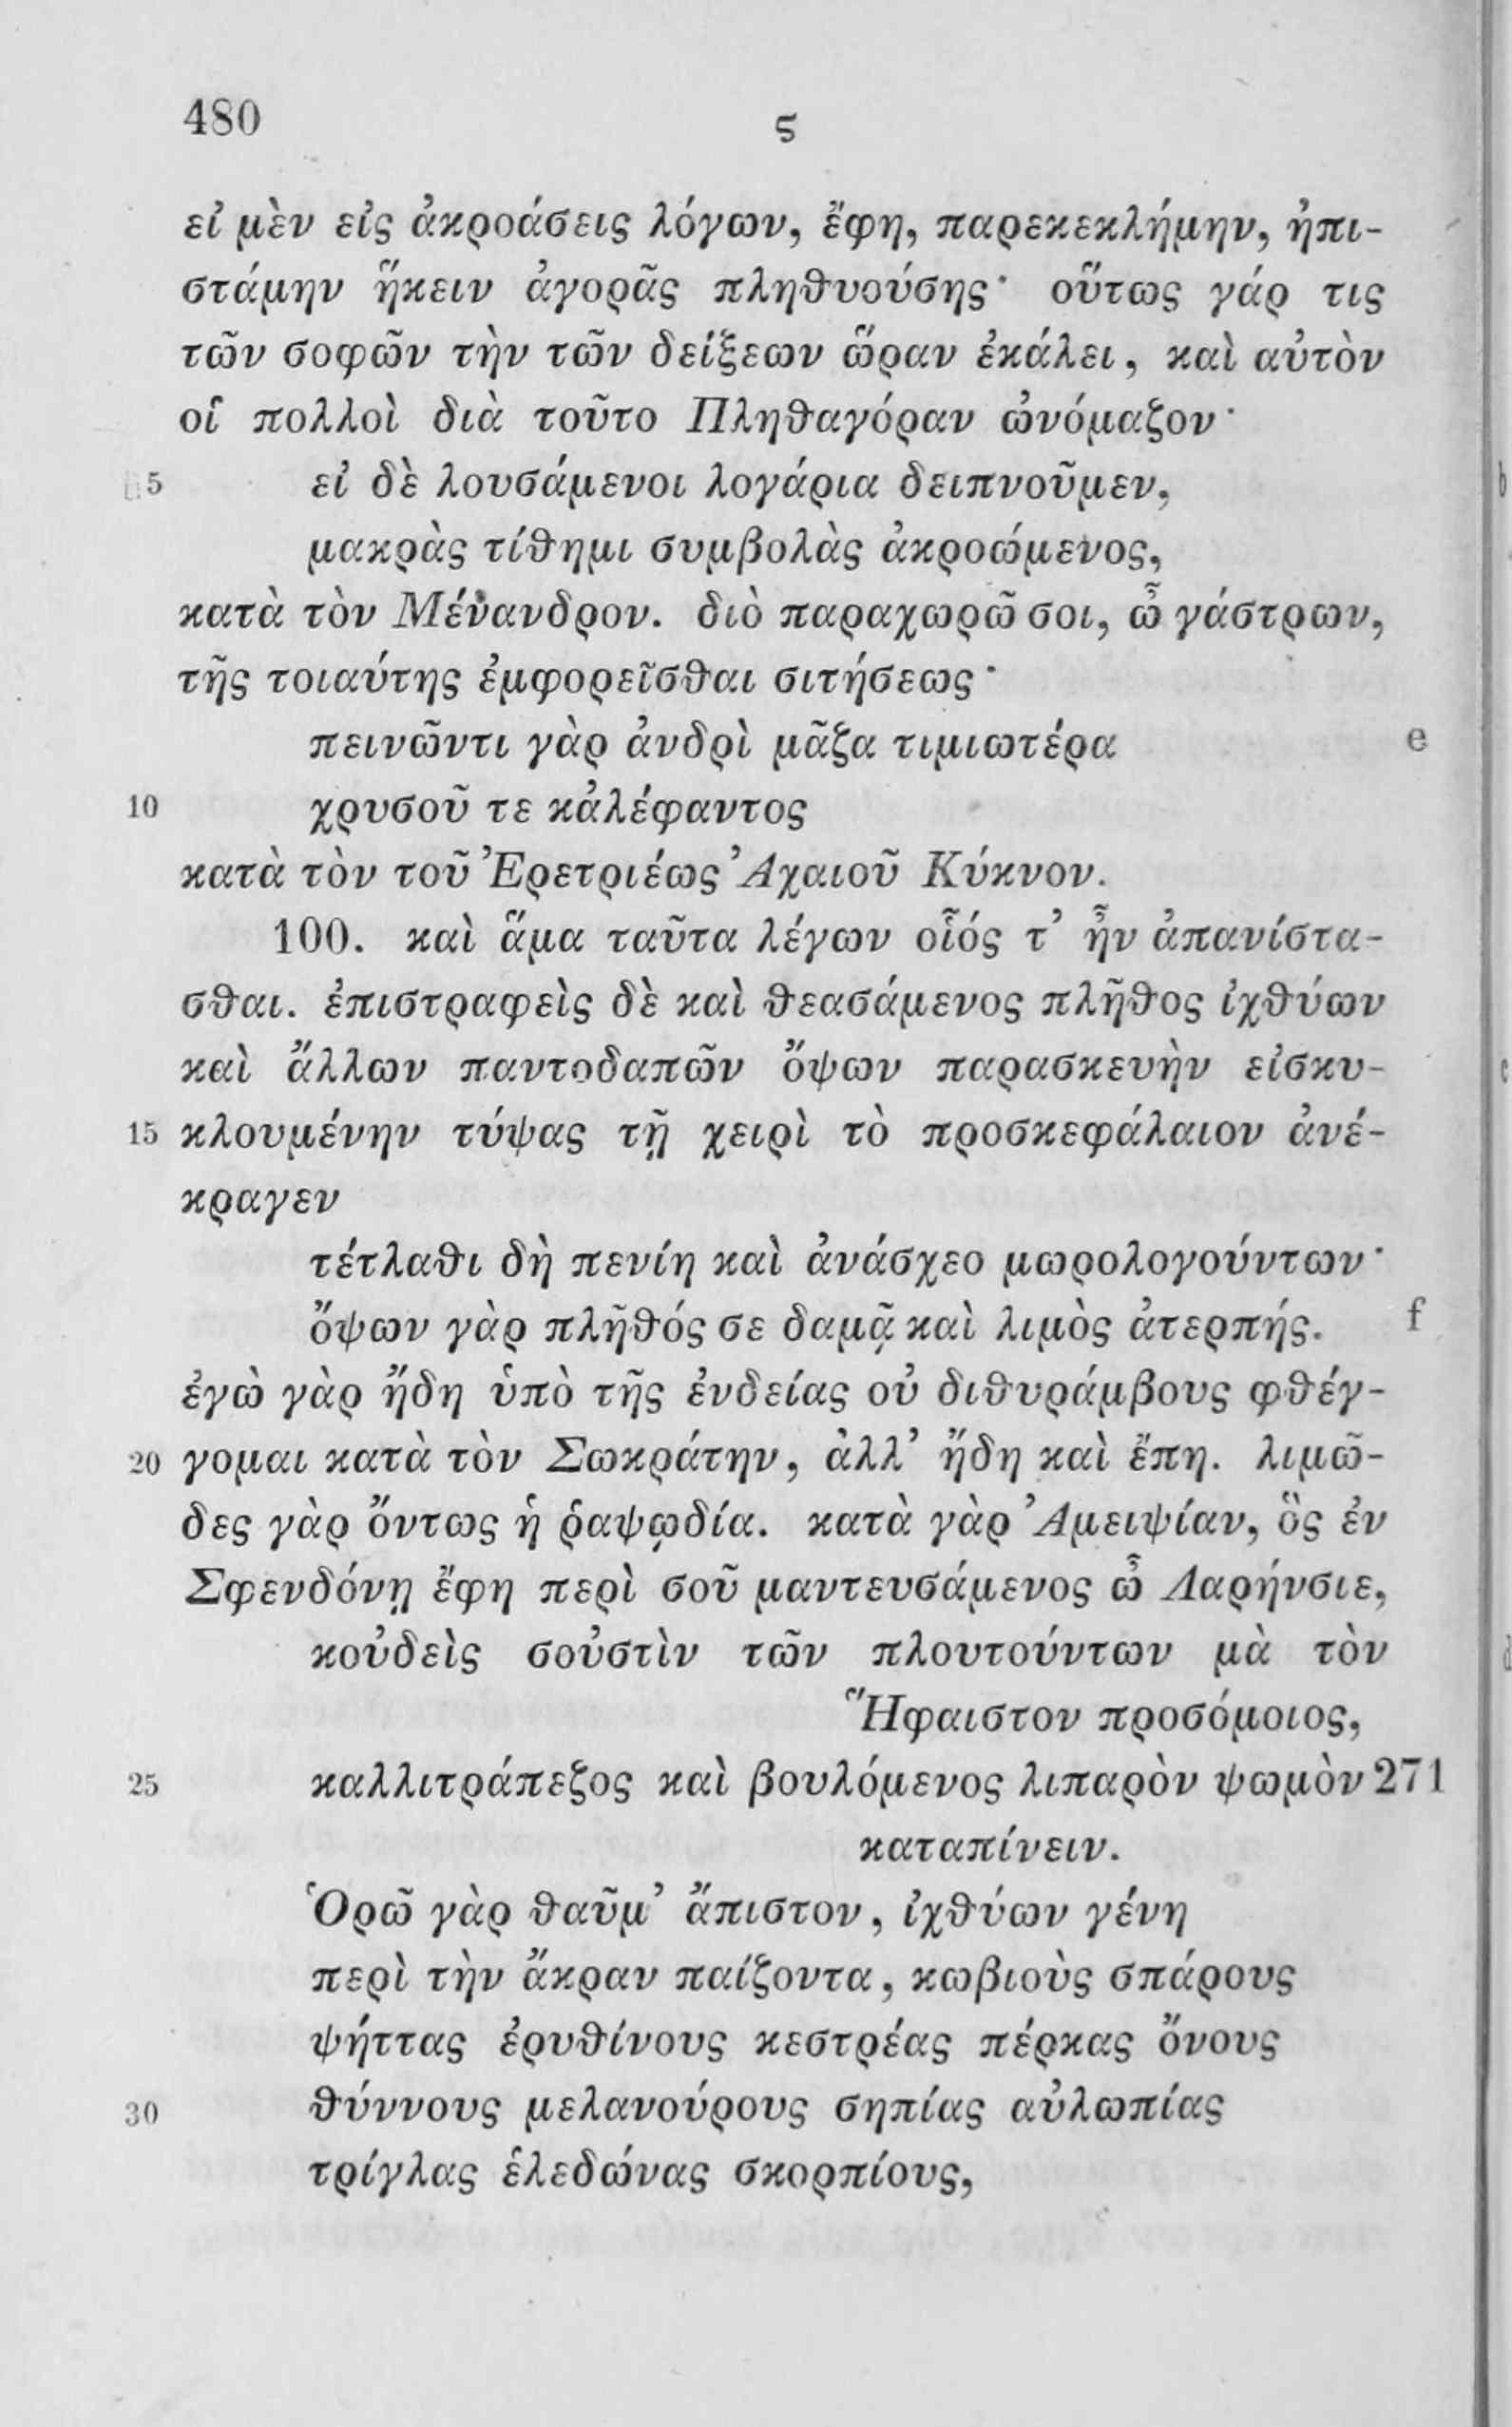 480 ϛ
εἰ μὲν εἰς ἀκροάσεις λόγων, ἔφη, παρεκεκλήμην, ἠπι-
στάμην ἥκειν ἀγορᾶς πληθυούσης· οὕτως γάρ τις
τῶν σοφῶν τὴν τῶν δείξεων ὥραν ἐκάλει, καὶ αὐτὸν
οἱ πολλοὶ διὰ τοῦτο Πληθαγόραν ὠνόμαζον·
5 εἰ δὲ λουσάμενοι λογάρια δειπνοῦμεν, b
μακρὰς τίθημι συμβολὰς ἀκροώμενος,
κατὰ τὸν Μένανδρον. διὸ παραχωρῶ σοι, ὦ γάστρων,
τῆς τοιαύτης ἐμφορεῖσθαι σιτήσεως·
πεινῶντι γὰρ ἀνδρὶ μᾶζα τιμιωτέρα e
10 χρυσοῦ τε κἀλέφαντος
κατὰ τὸν τοῦ Ἐρετριέως Ἀχαιοῦ Κύκνον.
100. καὶ ἅμα ταῦτα λέγων οἷός τ’ ἦν ἀπανίστα-
σθαι. ἐπιστραφεὶς δὲ καὶ θεασάμενος πλῆθος ἰχθύων
καὶ ἄλλων παντοδαπῶν ὄψων παρασκευὴν εἰσκυ-
15 κλουμένην τύψας τῇ χειρὶ τὸ προσκεφάλαιον ἀνέ-
κραγεν
τέτλαθι δὴ πενίη καὶ ἀνάσχεο μωρολογούντων·
ὄψων γὰρ πλῆθός σε δαμᾷ καὶ λιμὸς ἀτερπής. f
ἐγὼ γὰρ ἤδη ὑπὸ τῆς ἐνδείας οὐ διθυράμβους φθέγ-
20 γομαι κατὰ τὸν Σωκράτην, ἀλλ’ ἤδη καὶ ἔπη. λιμῶ-
δες γὰρ ὄντως ἡ ῥαψῳδία. κατὰ γὰρ Ἀμειψίαν, ὃς ἐν
Σφενδόνῃ ἔφη περὶ σοῦ μαντευσάμενος ὦ Λαρήνσιε,
κοὐδεὶς σοὐστὶν τῶν πλουτούντων μὰ τὸν
Ἥφαιστον προσόμοιος,
25 καλλιτράπεζος καὶ βουλόμενος λιπαρὸν ψωμὸν 271
καταπίνειν.
Ὁρῶ γὰρ θαῦμ’ ἄπιστον, ἰχθύων γένη
περὶ τὴν ἄκραν παίζοντα, κωβιοὺς σπάρους
ψήττας ἐρυθίνους κεστρέας πέρκας ὄνους
30 θύννους μελανούρους σηπίας αὐλωπίας
τρίγλας ἑλεδώνας σκορπίους,